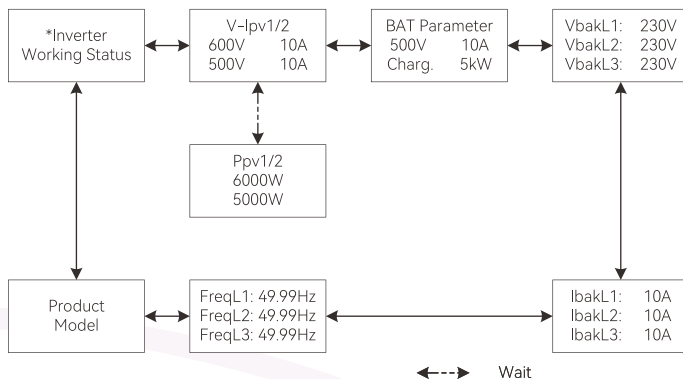 *Inverter
Working Status
V-Ipv1/2
600V 10A
500V 10A
BAT Parameter
500V 10A
Charg. 5kW
VbakL1: 230V
VbakL2: 230V
VbakL3: 230V
Ppv1/2
6000W
5000W
Product
Model
FreqL1: 49.99Hz
FreqL2: 49.99Hz
FreqL3: 49.99Hz
IbakL1: 10A
IbakL2: 10A
IbakL3: 10A
Wait